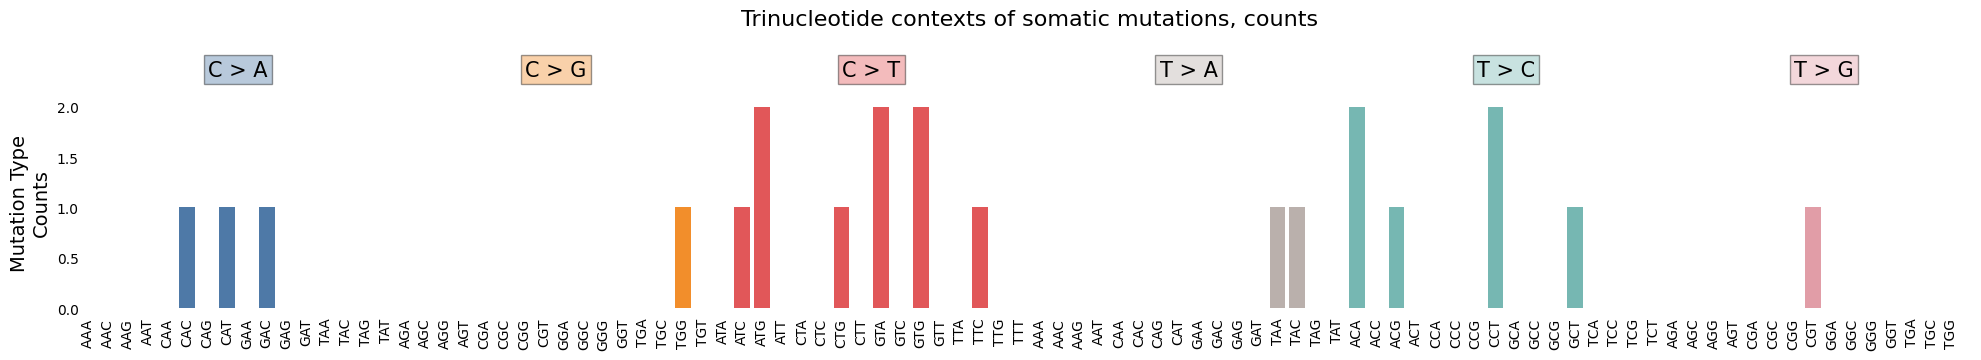 Trinucleotide contexts of somatic mutations, counts
C > A
C > G
C > T
T > A
T > C
T > G
Mutation Type
Counts
2.0
1.5
1.0
0.5
0.0
AAA AAC AAG AAT CAA CAC CAG CAT GAA GAC GAG GAT TAA TAC TAG TAT AGA AGC AGG AGT CGA CGC CGG CGT GGA GGC GGG GGT TGA TGC TGG TGT ATA ATC ATG ATT CTA CTC CTG CTT GTA GTC GTG GTT TTA TTC TTG TTT AAA AAC AAG AAT CAA CAC CAG CAT GAA GAC GAG GAT TAA TAC TAG TAT ACA ACC ACG ACT CCA CCC CCG CCT GCA GCC GCG GCT TCA TCC TCG TCT AGA AGC AGG AGT CGA CGC CGG CGT GGA GGC GGG GGT TGA TGC TGG